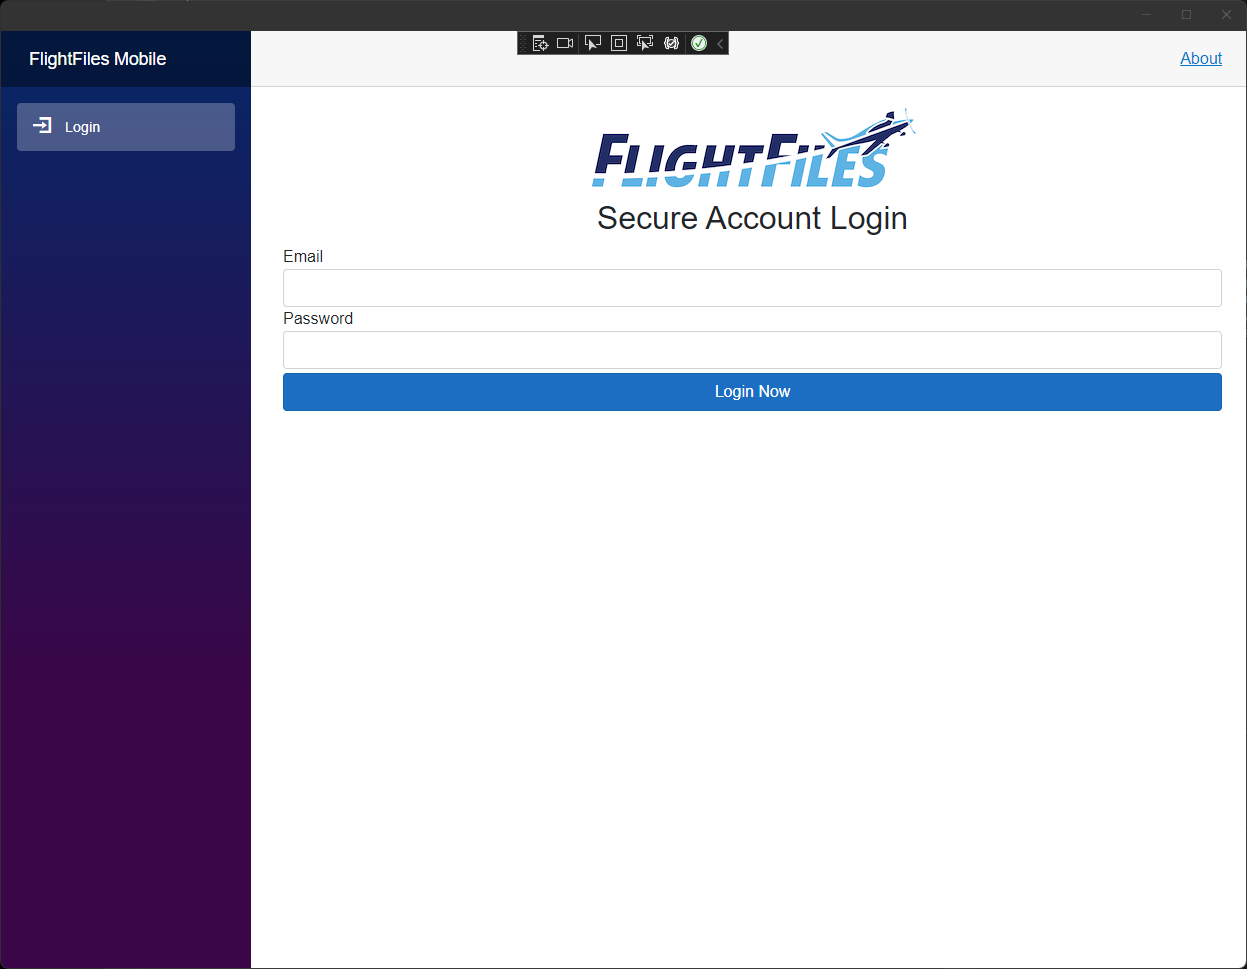 FlightFiles Mobile
About
Login
FLIGHTFILES
Secure Account Login
Email
Password
Login Now